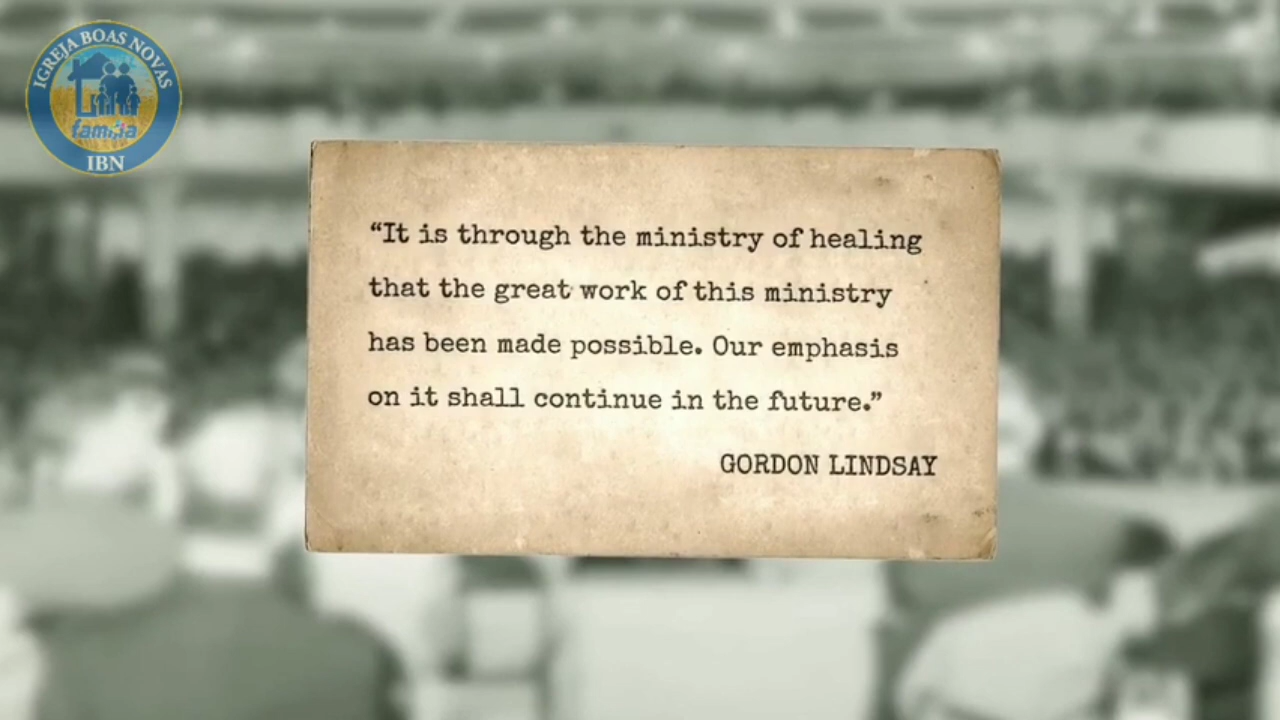 IGREJA BOAS NOVAS
família
IBN
“It is through the ministry of healing
that the great work of this ministry
has been made possible. Our emphasis
on it shall continue in the future.”
GORDON LINDSAY